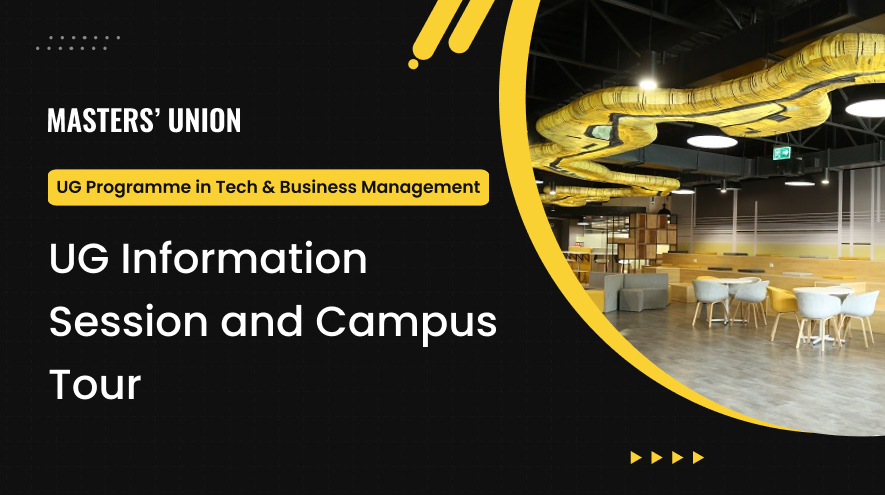 MASTERS’ UNION
UG Programme in Tech & Business Management
UG Information
Session and Campus
Tour